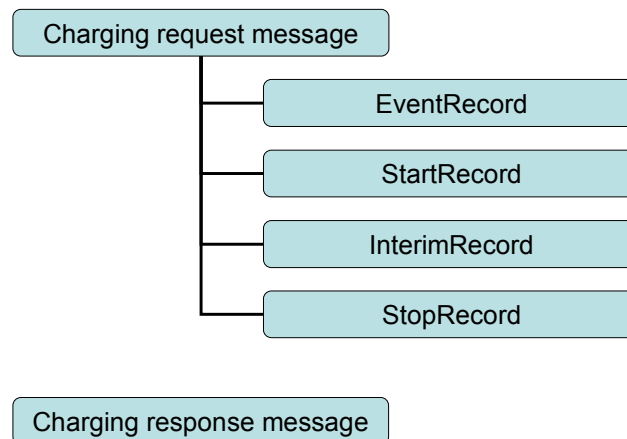 Charging request message
EventRecord
StartRecord
InterimRecord
StopRecord
Charging response message